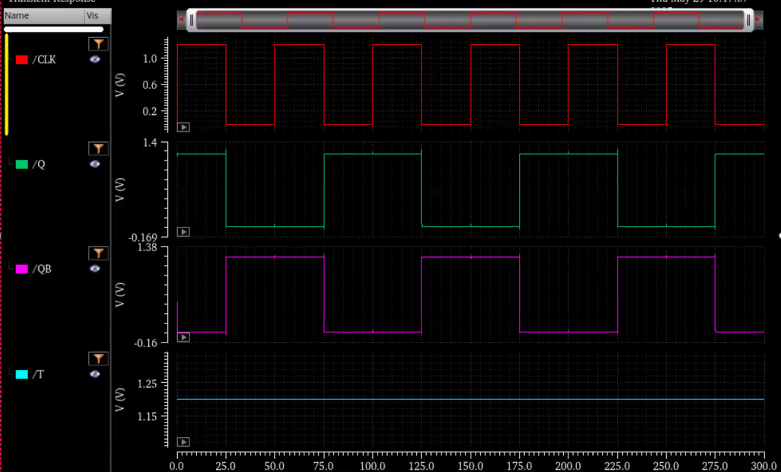 Transient Response
Name Vis
/CLK
V (V)
1.0
0.6
0.2
/Q
V (V)
1.4
-0.169
/QB
V (V)
1.38
-0.16
/T
V (V)
1.25
1.15
0.0 25.0 50.0 75.0 100.0 125.0 150.0 175.0 200.0 225.0 250.0 275.0 300.0